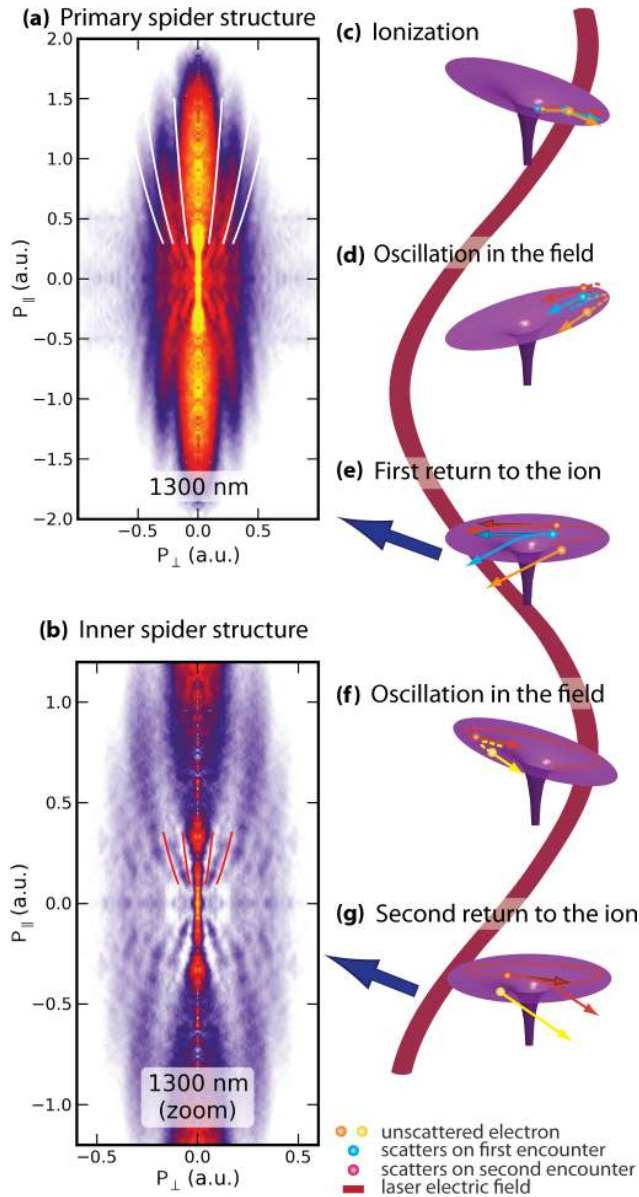 (a) Primary spider structure
2.0
1.5
1.0
0.5
0.0
−0.5
−1.0
−1.5
−2.0
P∥ (a.u.)
1300 nm
−0.5 0.0 0.5
P⊥ (a.u.)
(b) Inner spider structure
1.0
0.5
0.0
−0.5
−1.0
P∥ (a.u.)
1300 nm
(zoom)
−0.5 0.0 0.5
P⊥ (a.u.)
(c) Ionization
(d) Oscillation in the field
(e) First return to the ion
(f) Oscillation in the field
(g) Second return to the ion
unscattered electron
scatters on first encounter
scatters on second encounter
laser electric field